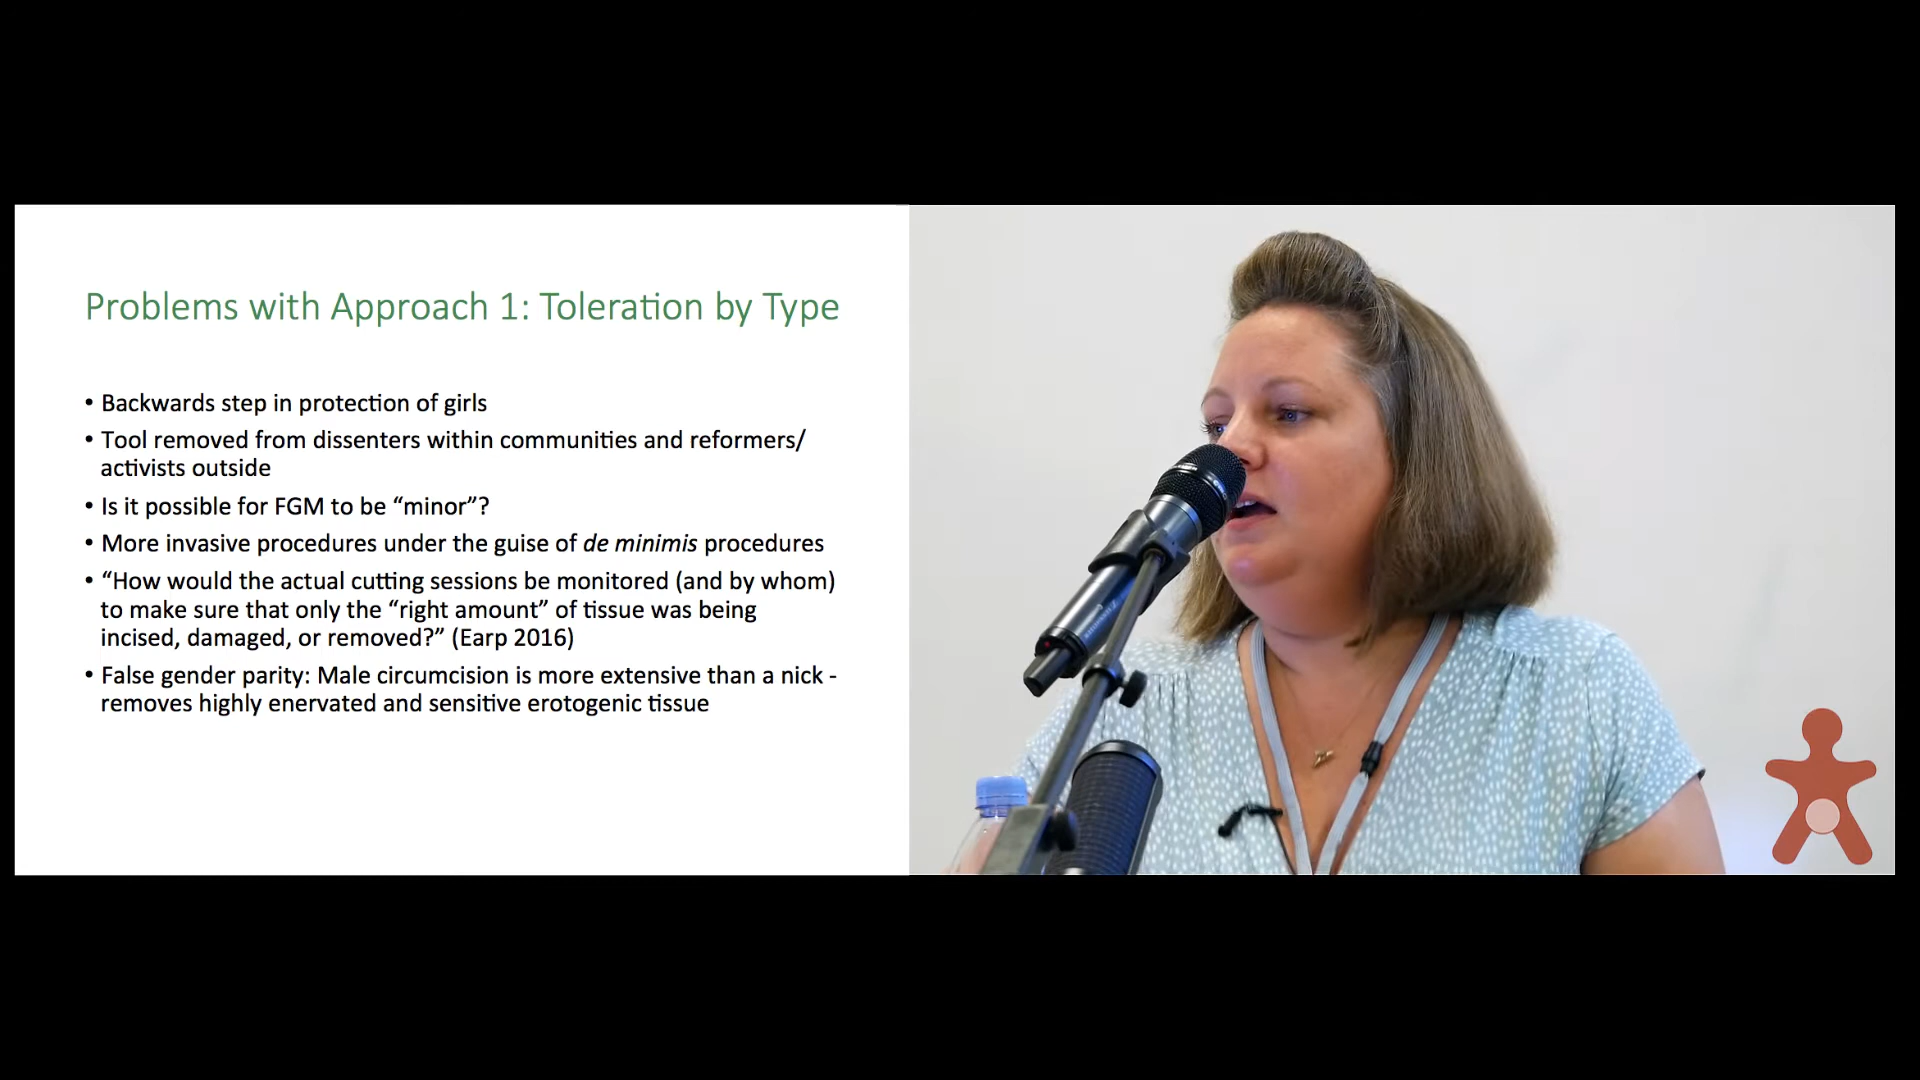 Problems with Approach 1: Toleration by Type
• Backwards step in protection of girls
• Tool removed from dissenters within communities and reformers/
activists outside
• Is it possible for FGM to be “minor”?
• More invasive procedures under the guise of de minimis procedures
• “How would the actual cutting sessions be monitored (and by whom)
to make sure that only the “right amount” of tissue was being
incised, damaged, or removed?” (Earp 2016)
• False gender parity: Male circumcision is more extensive than a nick -
removes highly enervated and sensitive erotogenic tissue